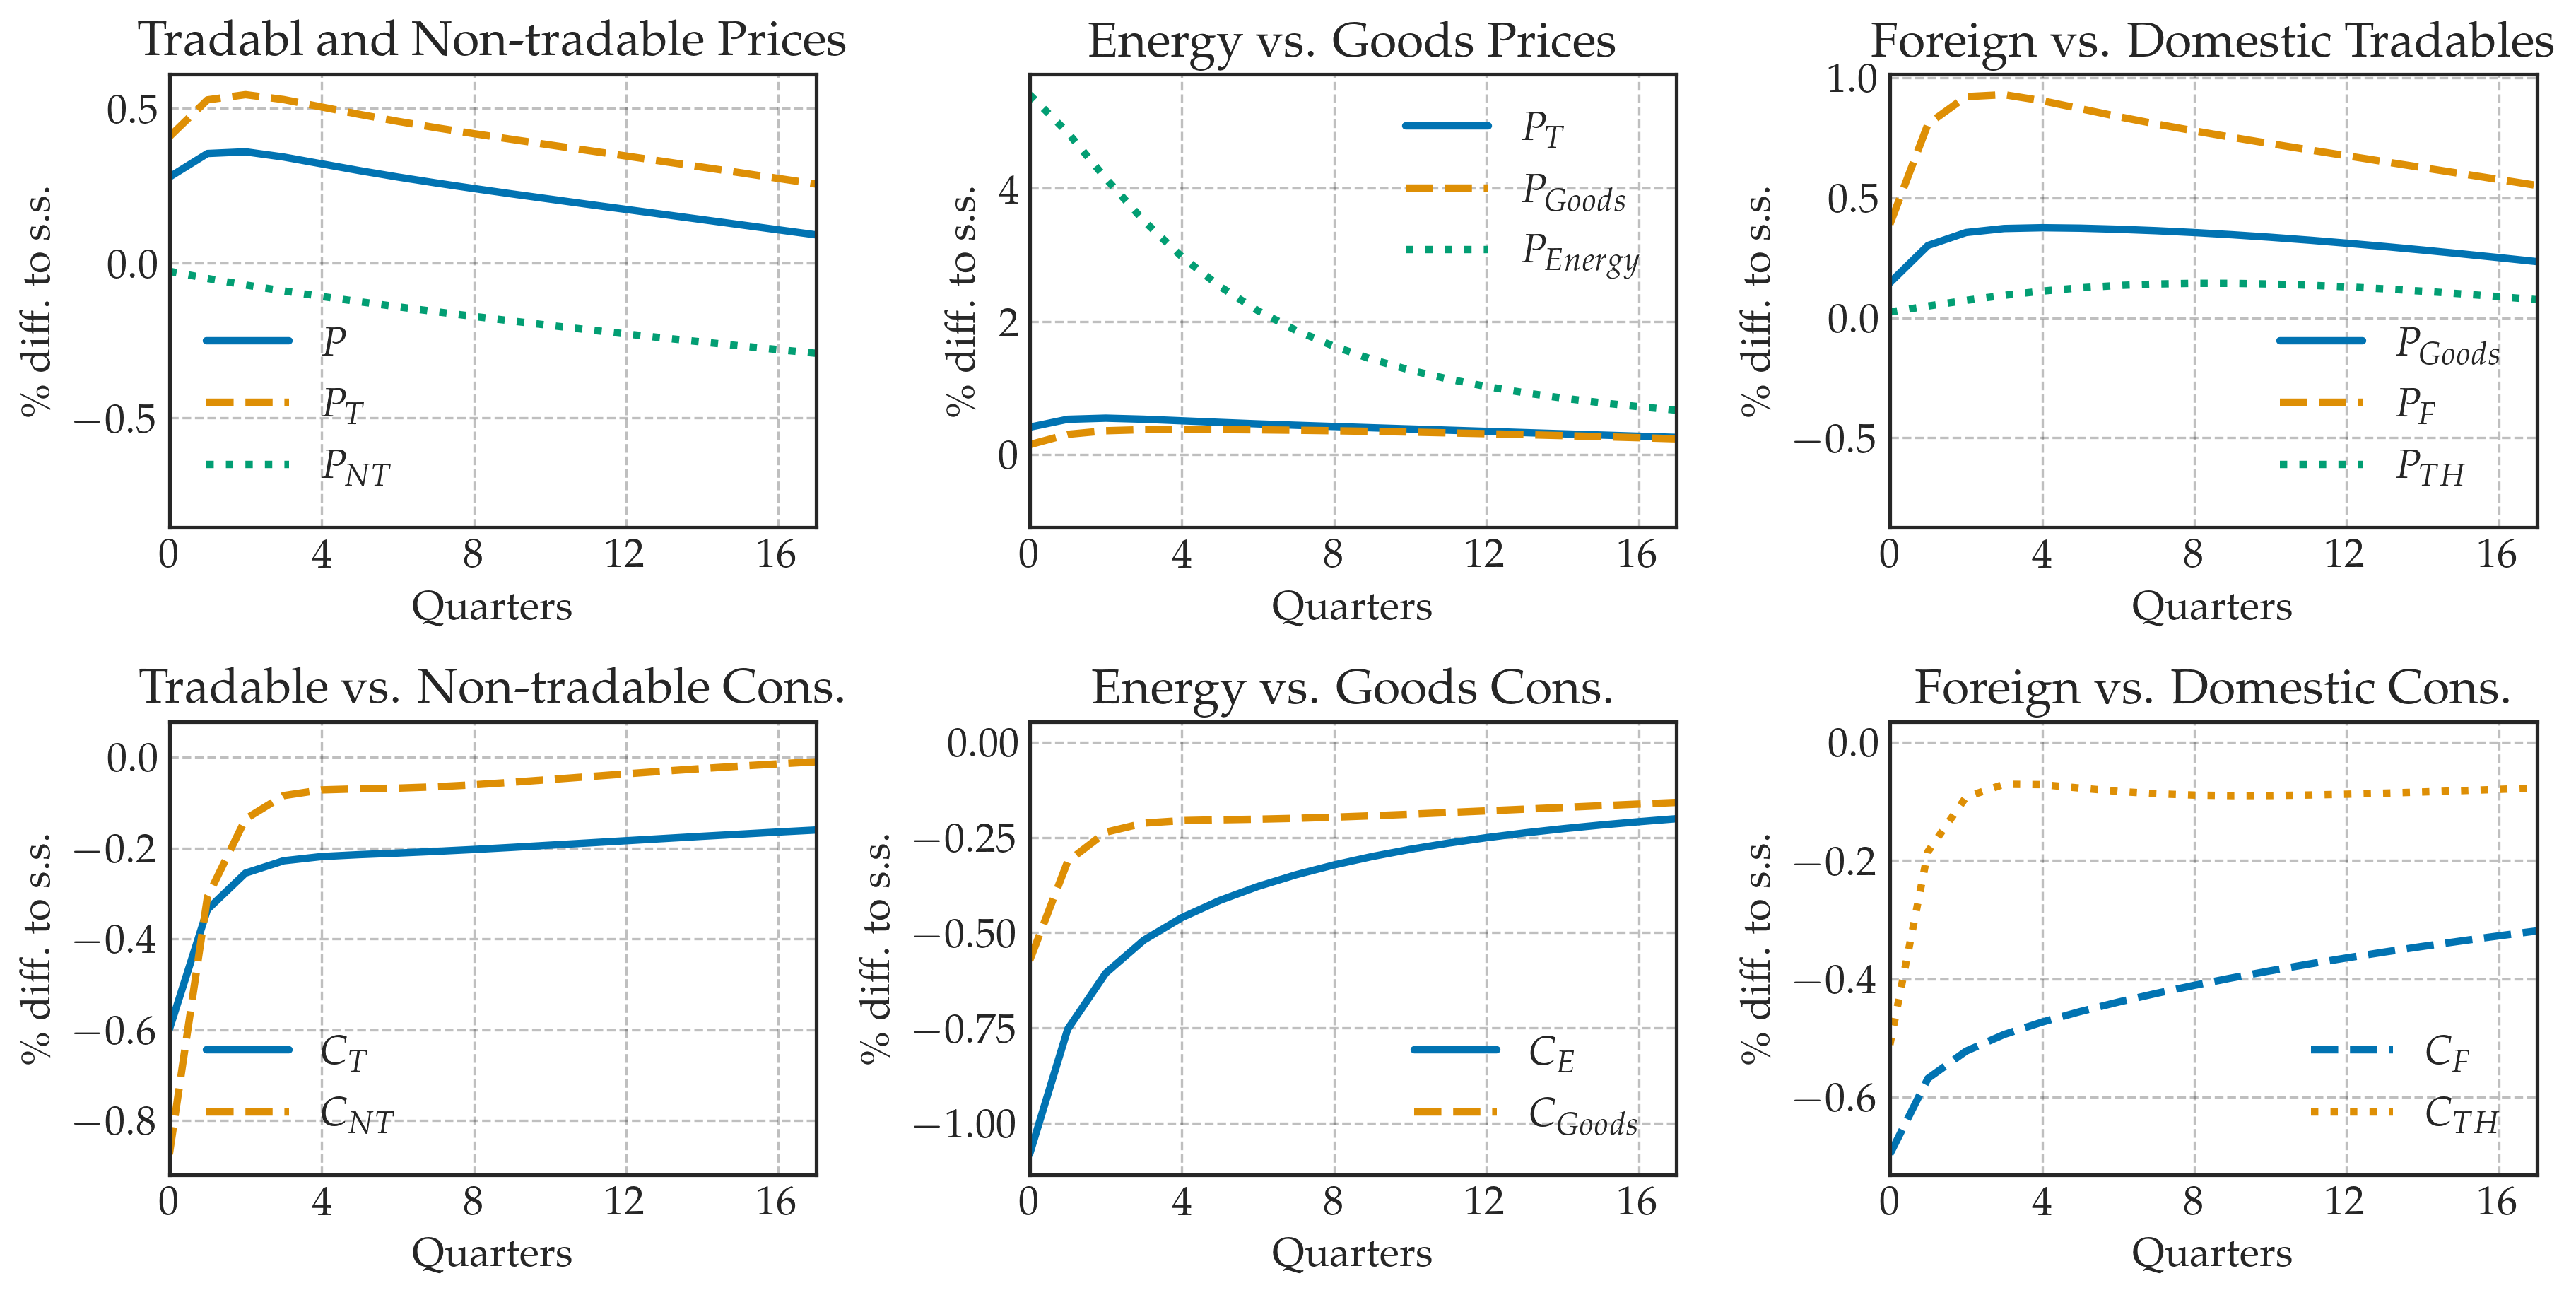 Tradabl and Non-tradable Prices
% diff. to s.s.
0.5
0.0
−0.5
P
P_T
P_NT
0 4 8 12 16
Quarters
Energy vs. Goods Prices
% diff. to s.s.
4
2
0
P_T
P_Goods
P_Energy
0 4 8 12 16
Quarters
Foreign vs. Domestic Tradables
% diff. to s.s.
1.0
0.5
0.0
−0.5
P_Goods
P_F
P_TH
0 4 8 12 16
Quarters
Tradable vs. Non-tradable Cons.
% diff. to s.s.
0.0
−0.2
−0.4
−0.6
−0.8
C_T
C_NT
0 4 8 12 16
Quarters
Energy vs. Goods Cons.
% diff. to s.s.
0.00
−0.25
−0.50
−0.75
−1.00
C_E
C_Goods
0 4 8 12 16
Quarters
Foreign vs. Domestic Cons.
% diff. to s.s.
0.0
−0.2
−0.4
−0.6
C_F
C_TH
0 4 8 12 16
Quarters